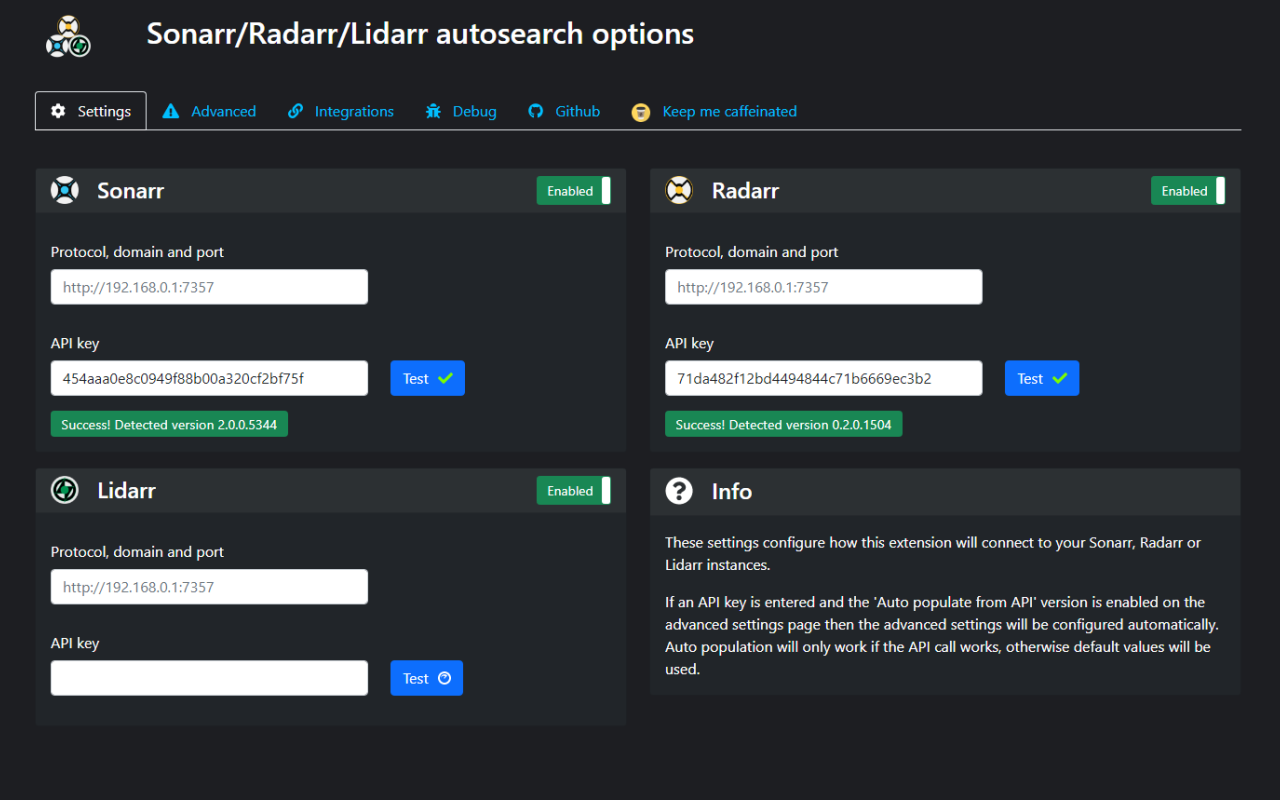 Sonarr/Radarr/Lidarr autosearch options
Settings
Advanced
Integrations
Debug
Github
Keep me caffeinated
Sonarr
Enabled
Protocol, domain and port
http://192.168.0.1:7357
API key
454aaa0e8c0949f88b00a320cf2bf75f
Test
Success! Detected version 2.0.0.5344
Radarr
Enabled
Protocol, domain and port
http://192.168.0.1:7357
API key
71da482f12bd4494844c71b6669ec3b2
Test
Success! Detected version 0.2.0.1504
Lidarr
Enabled
Protocol, domain and port
http://192.168.0.1:7357
API key
Test
Info
These settings configure how this extension will connect to your Sonarr, Radarr or
Lidarr instances.
If an API key is entered and the 'Auto populate from API' version is enabled on the
advanced settings page then the advanced settings will be configured automatically.
Auto population will only work if the API call works, otherwise default values will be
used.